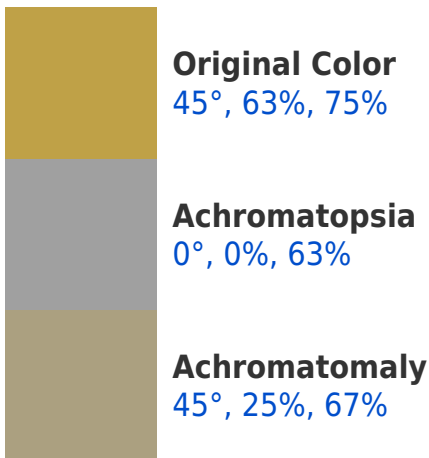 Original Color
45°, 63%, 75%
Achromatopsia
0°, 0%, 63%
Achromatomaly
45°, 25%, 67%